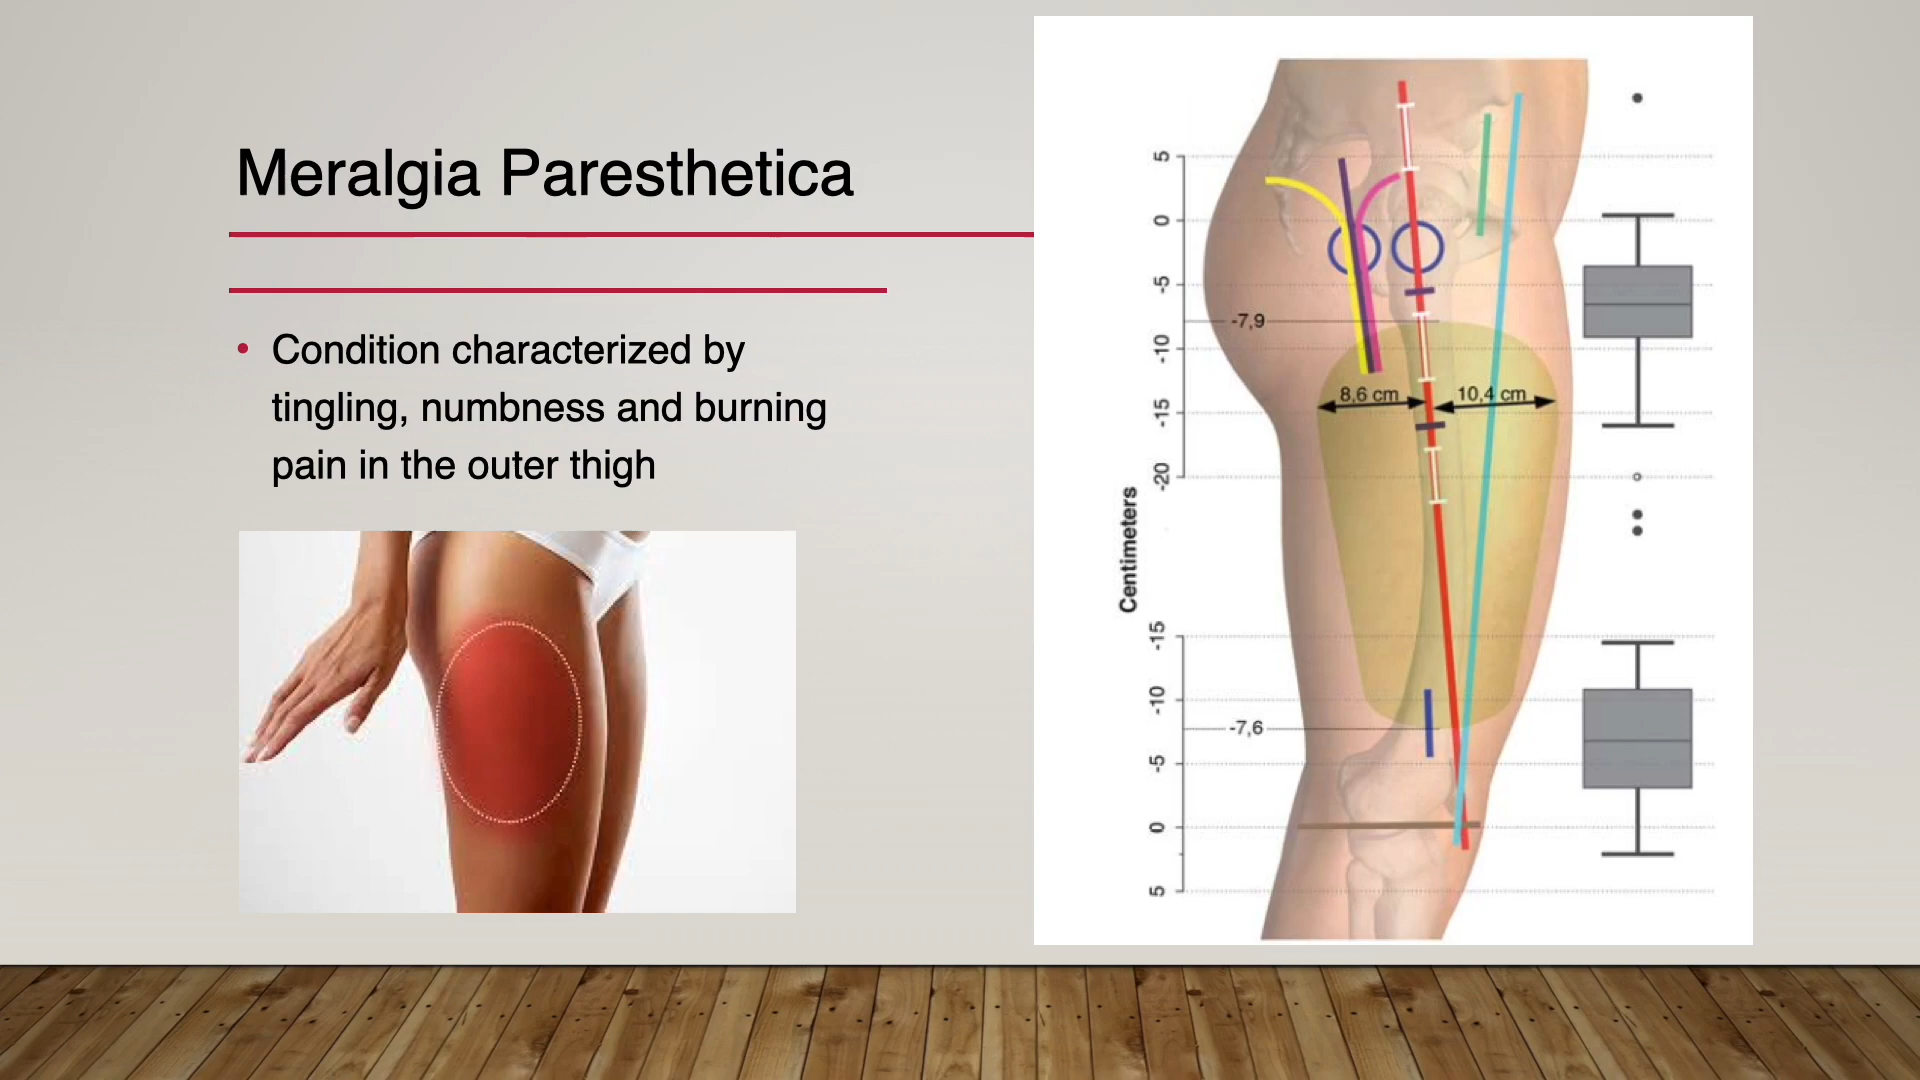 Meralgia Paresthetica
• Condition characterized by
tingling, numbness and burning
pain in the outer thigh
Centimeters
5
0
-5
-7,9
-10
8,6 cm
10,4 cm
-15
-20
-15
-10
-7,6
-5
0
5